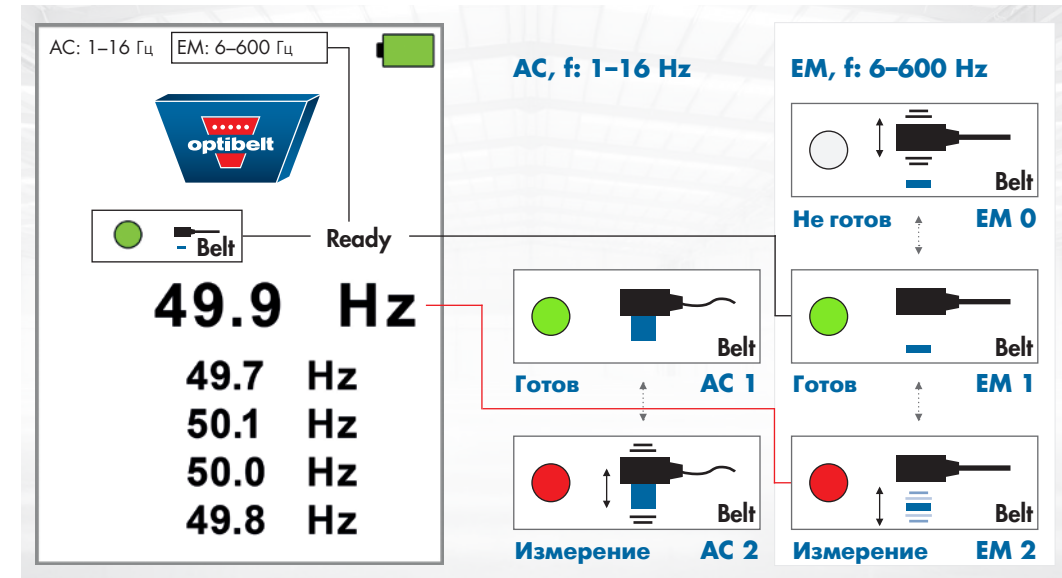 AC: 1–16 Гц
EM: 6–600 Гц
optibelt
Belt
Ready
49.9 Hz
49.7 Hz
50.1 Hz
50.0 Hz
49.8 Hz
AC, f: 1–16 Hz
Belt
Готов AC 1
Belt
Измерение AC 2
EM, f: 6–600 Hz
Belt
Не готов EM 0
Belt
Готов EM 1
Belt
Измерение EM 2